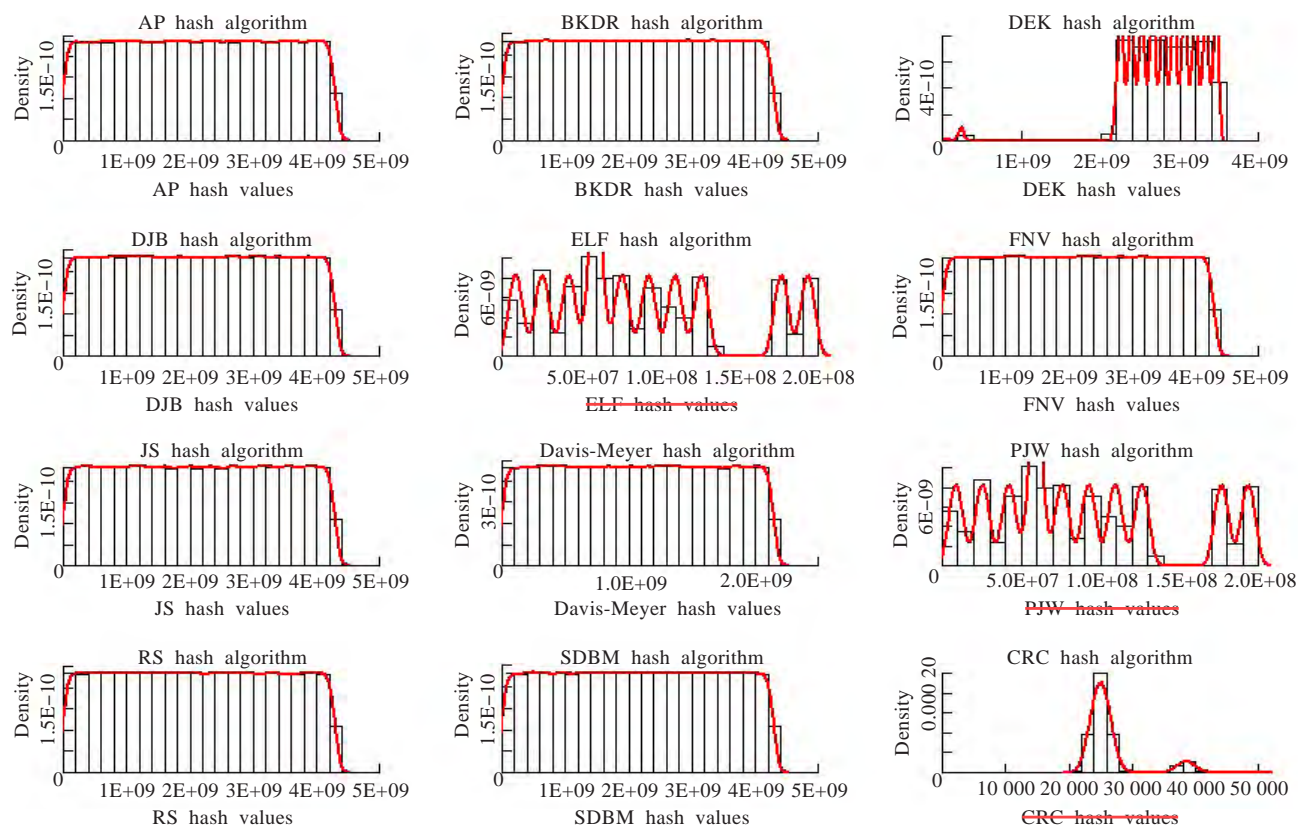 AP hash algorithm
Density
1.5E−10
0
1E+09 2E+09 3E+09 4E+09 5E+09
AP hash values
BKDR hash algorithm
Density
1.5E−10
0
1E+09 2E+09 3E+09 4E+09 5E+09
BKDR hash values
DEK hash algorithm
Density
4E−10
0
1E+09 2E+09 3E+09 4E+09
DEK hash values
DJB hash algorithm
Density
1.5E−10
0
1E+09 2E+09 3E+09 4E+09 5E+09
DJB hash values
ELF hash algorithm
Density
6E−09
0
5.0E+07 1.0E+08 1.5E+08 2.0E+08
ELF hash values
FNV hash algorithm
Density
1.5E−10
0
1E+09 2E+09 3E+09 4E+09 5E+09
FNV hash values
JS hash algorithm
Density
1.5E−10
0
1E+09 2E+09 3E+09 4E+09 5E+09
JS hash values
Davis-Meyer hash algorithm
Density
3E−10
0
1.0E+09 2.0E+09
Davis-Meyer hash values
PJW hash algorithm
Density
6E−09
0
5.0E+07 1.0E+08 1.5E+08 2.0E+08
PJW hash values
RS hash algorithm
Density
1.5E−10
0
1E+09 2E+09 3E+09 4E+09 5E+09
RS hash values
SDBM hash algorithm
Density
1.5E−10
0
1E+09 2E+09 3E+09 4E+09 5E+09
SDBM hash values
CRC hash algorithm
Density
0.000 20
0
10 000 20 000 30 000 40 000 50 000
CRC hash values